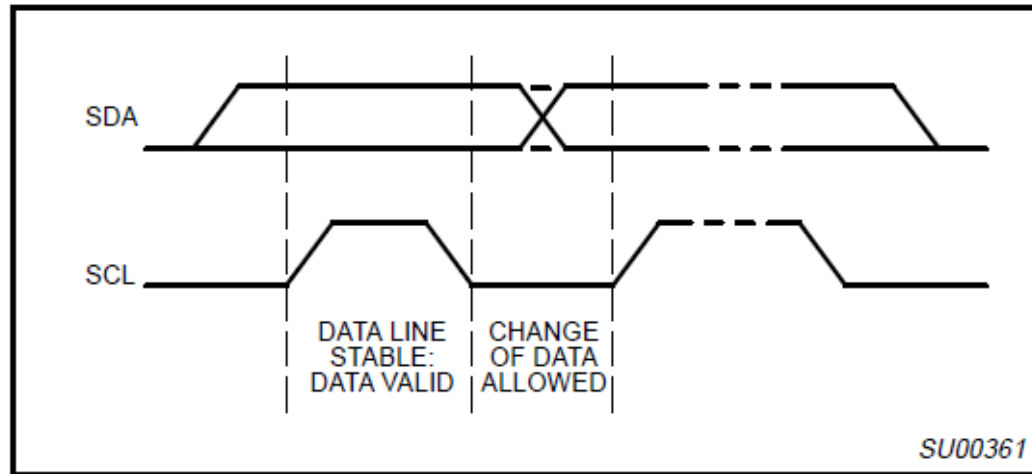 SDA
SCL
DATA LINE
STABLE:
DATA VALID
CHANGE
OF DATA
ALLOWED
SU00361